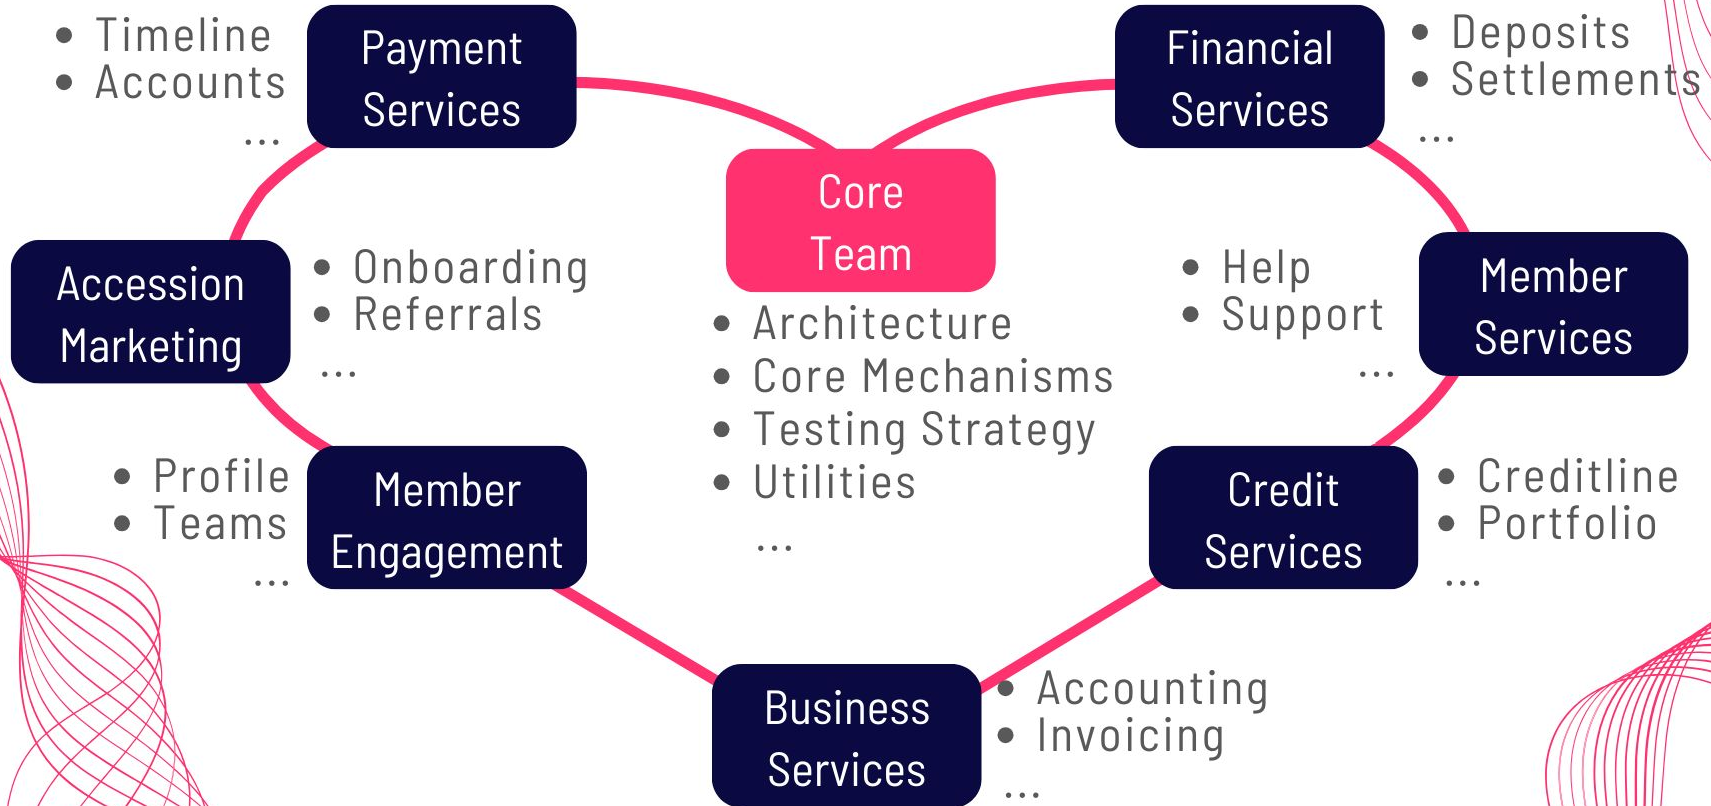 • Timeline
• Accounts
...
Payment
Services
Financial
Services
• Deposits
• Settlements
...
Core
Team
• Architecture
• Core Mechanisms
• Testing Strategy
• Utilities
...
Accession
Marketing
• Onboarding
• Referrals
...
• Help
• Support
...
Member
Services
• Profile
• Teams
...
Member
Engagement
Credit
Services
• Creditline
• Portfolio
...
Business
Services
• Accounting
• Invoicing
...